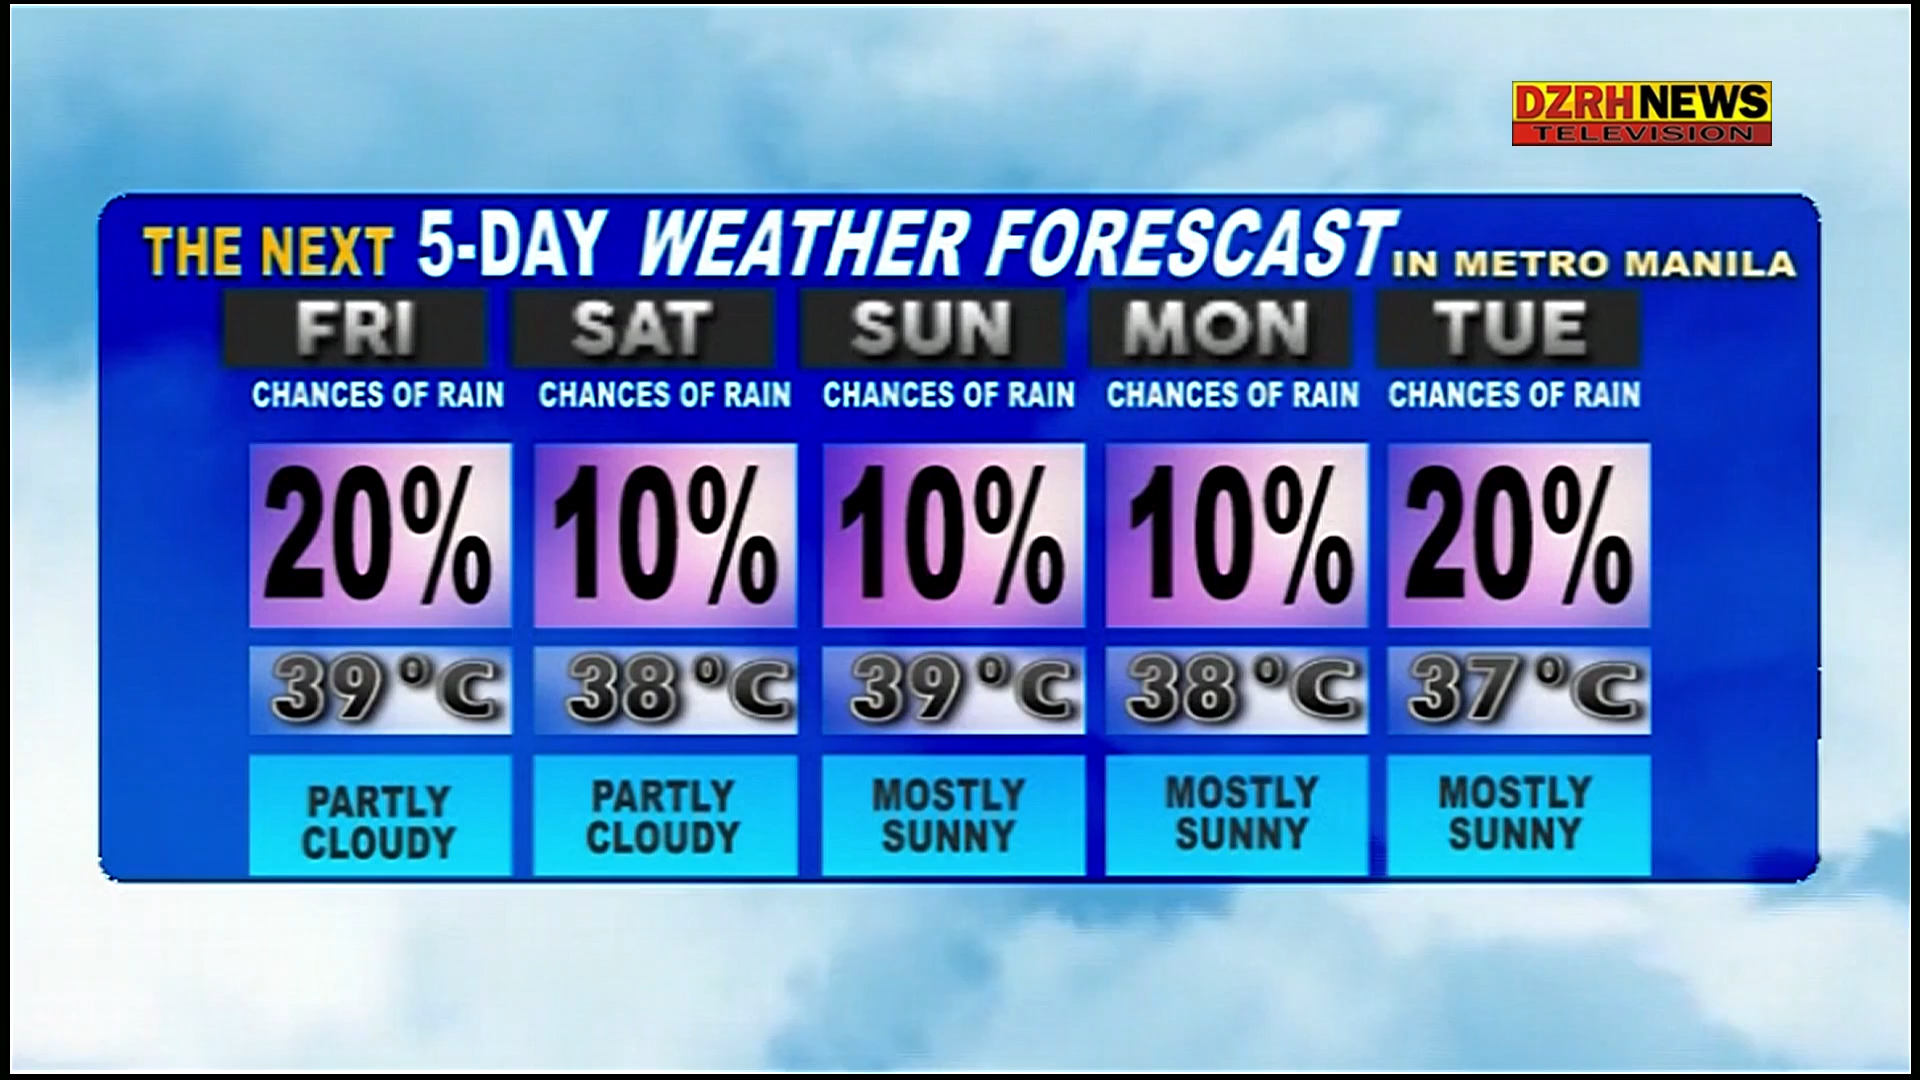 DZRHNEWS
TELEVISION
THE NEXT 5-DAY WEATHER FORESCAST IN METRO MANILA
FRI SAT SUN MON TUE
CHANCES OF RAIN CHANCES OF RAIN CHANCES OF RAIN CHANCES OF RAIN CHANCES OF RAIN
20% 10% 10% 10% 20%
39°C 38°C 39°C 38°C 37°C
PARTLY PARTLY MOSTLY MOSTLY MOSTLY
CLOUDY CLOUDY SUNNY SUNNY SUNNY